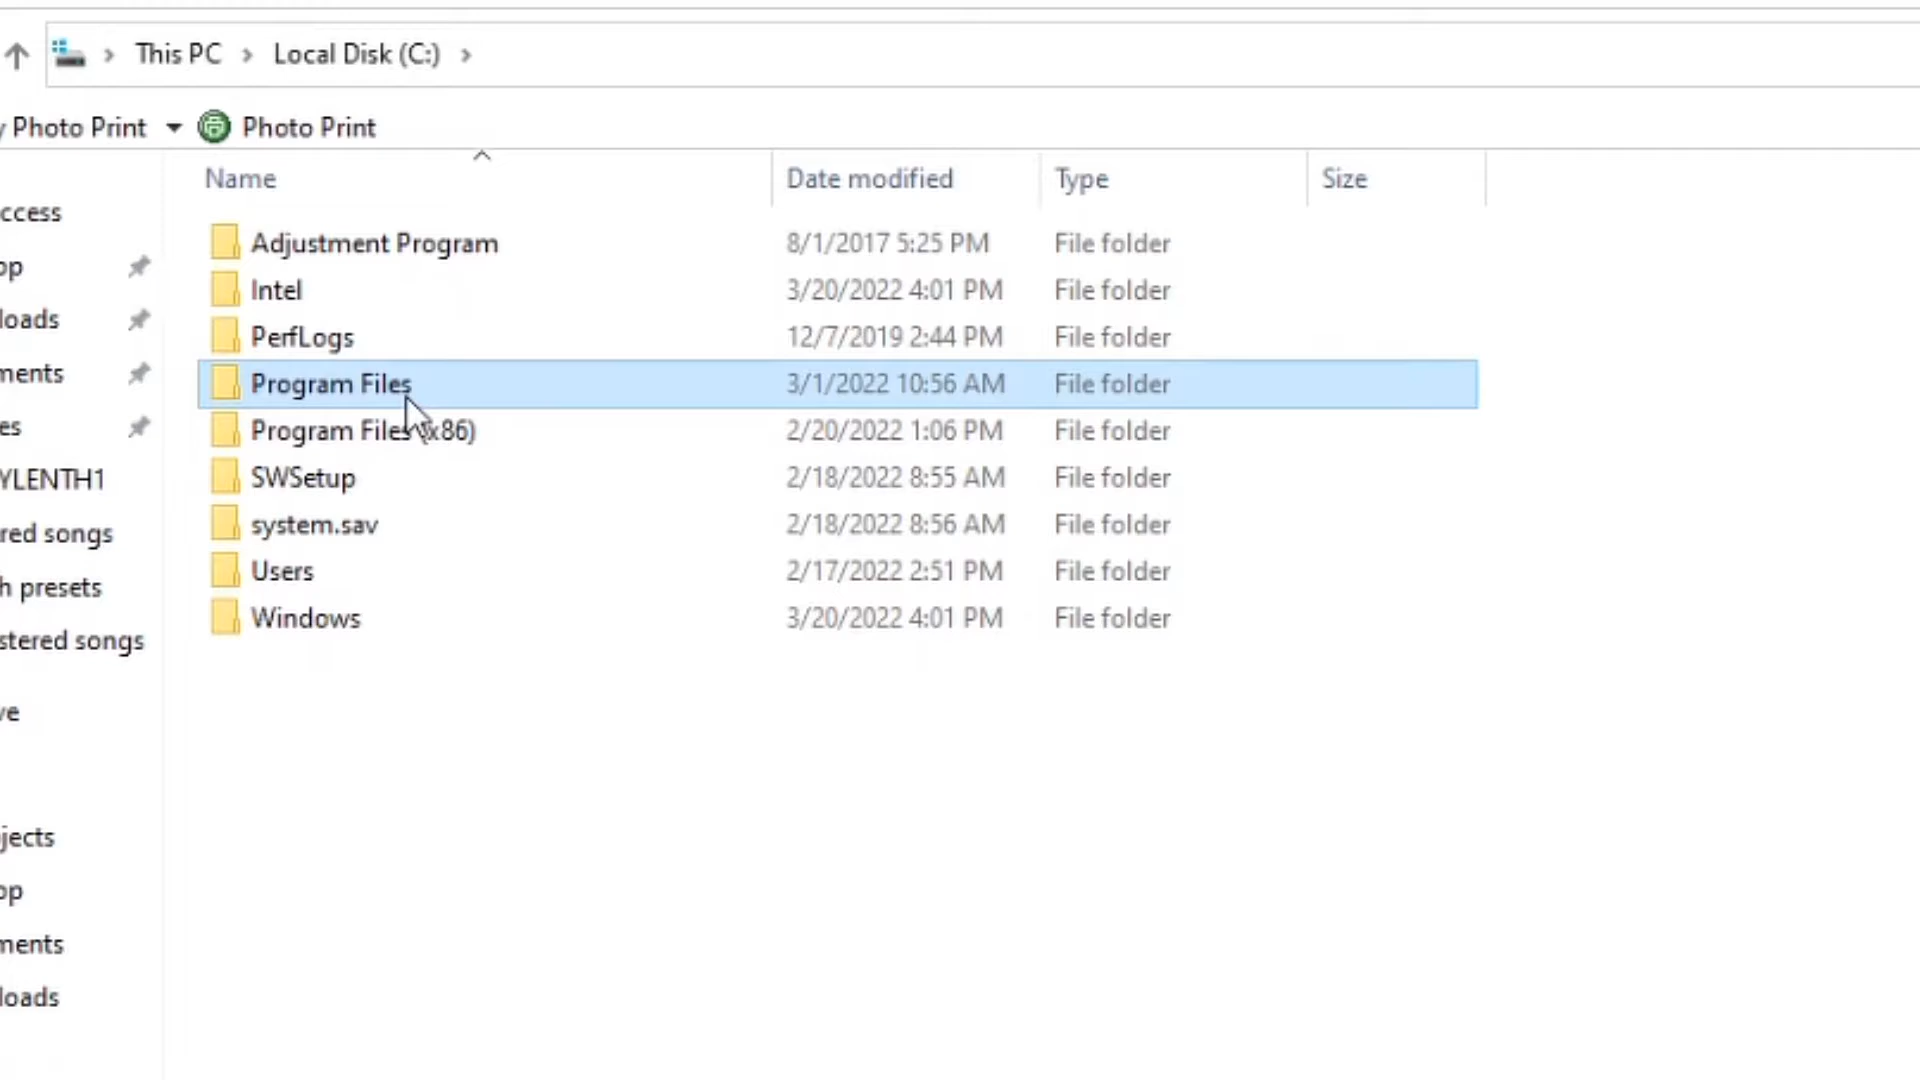 This PC > Local Disk (C:) >
y Photo Print Photo Print
Name Date modified Type Size
ccess
op
loads
ments
es
YLENTH1
red songs
h presets
stered songs
ve
jects
op
ments
loads
Adjustment Program 8/1/2017 5:25 PM File folder
Intel 3/20/2022 4:01 PM File folder
PerfLogs 12/7/2019 2:44 PM File folder
Program Files 3/1/2022 10:56 AM File folder
Program Files (x86) 2/20/2022 1:06 PM File folder
SWSetup 2/18/2022 8:55 AM File folder
system.sav 2/18/2022 8:56 AM File folder
Users 2/17/2022 2:51 PM File folder
Windows 3/20/2022 4:01 PM File folder